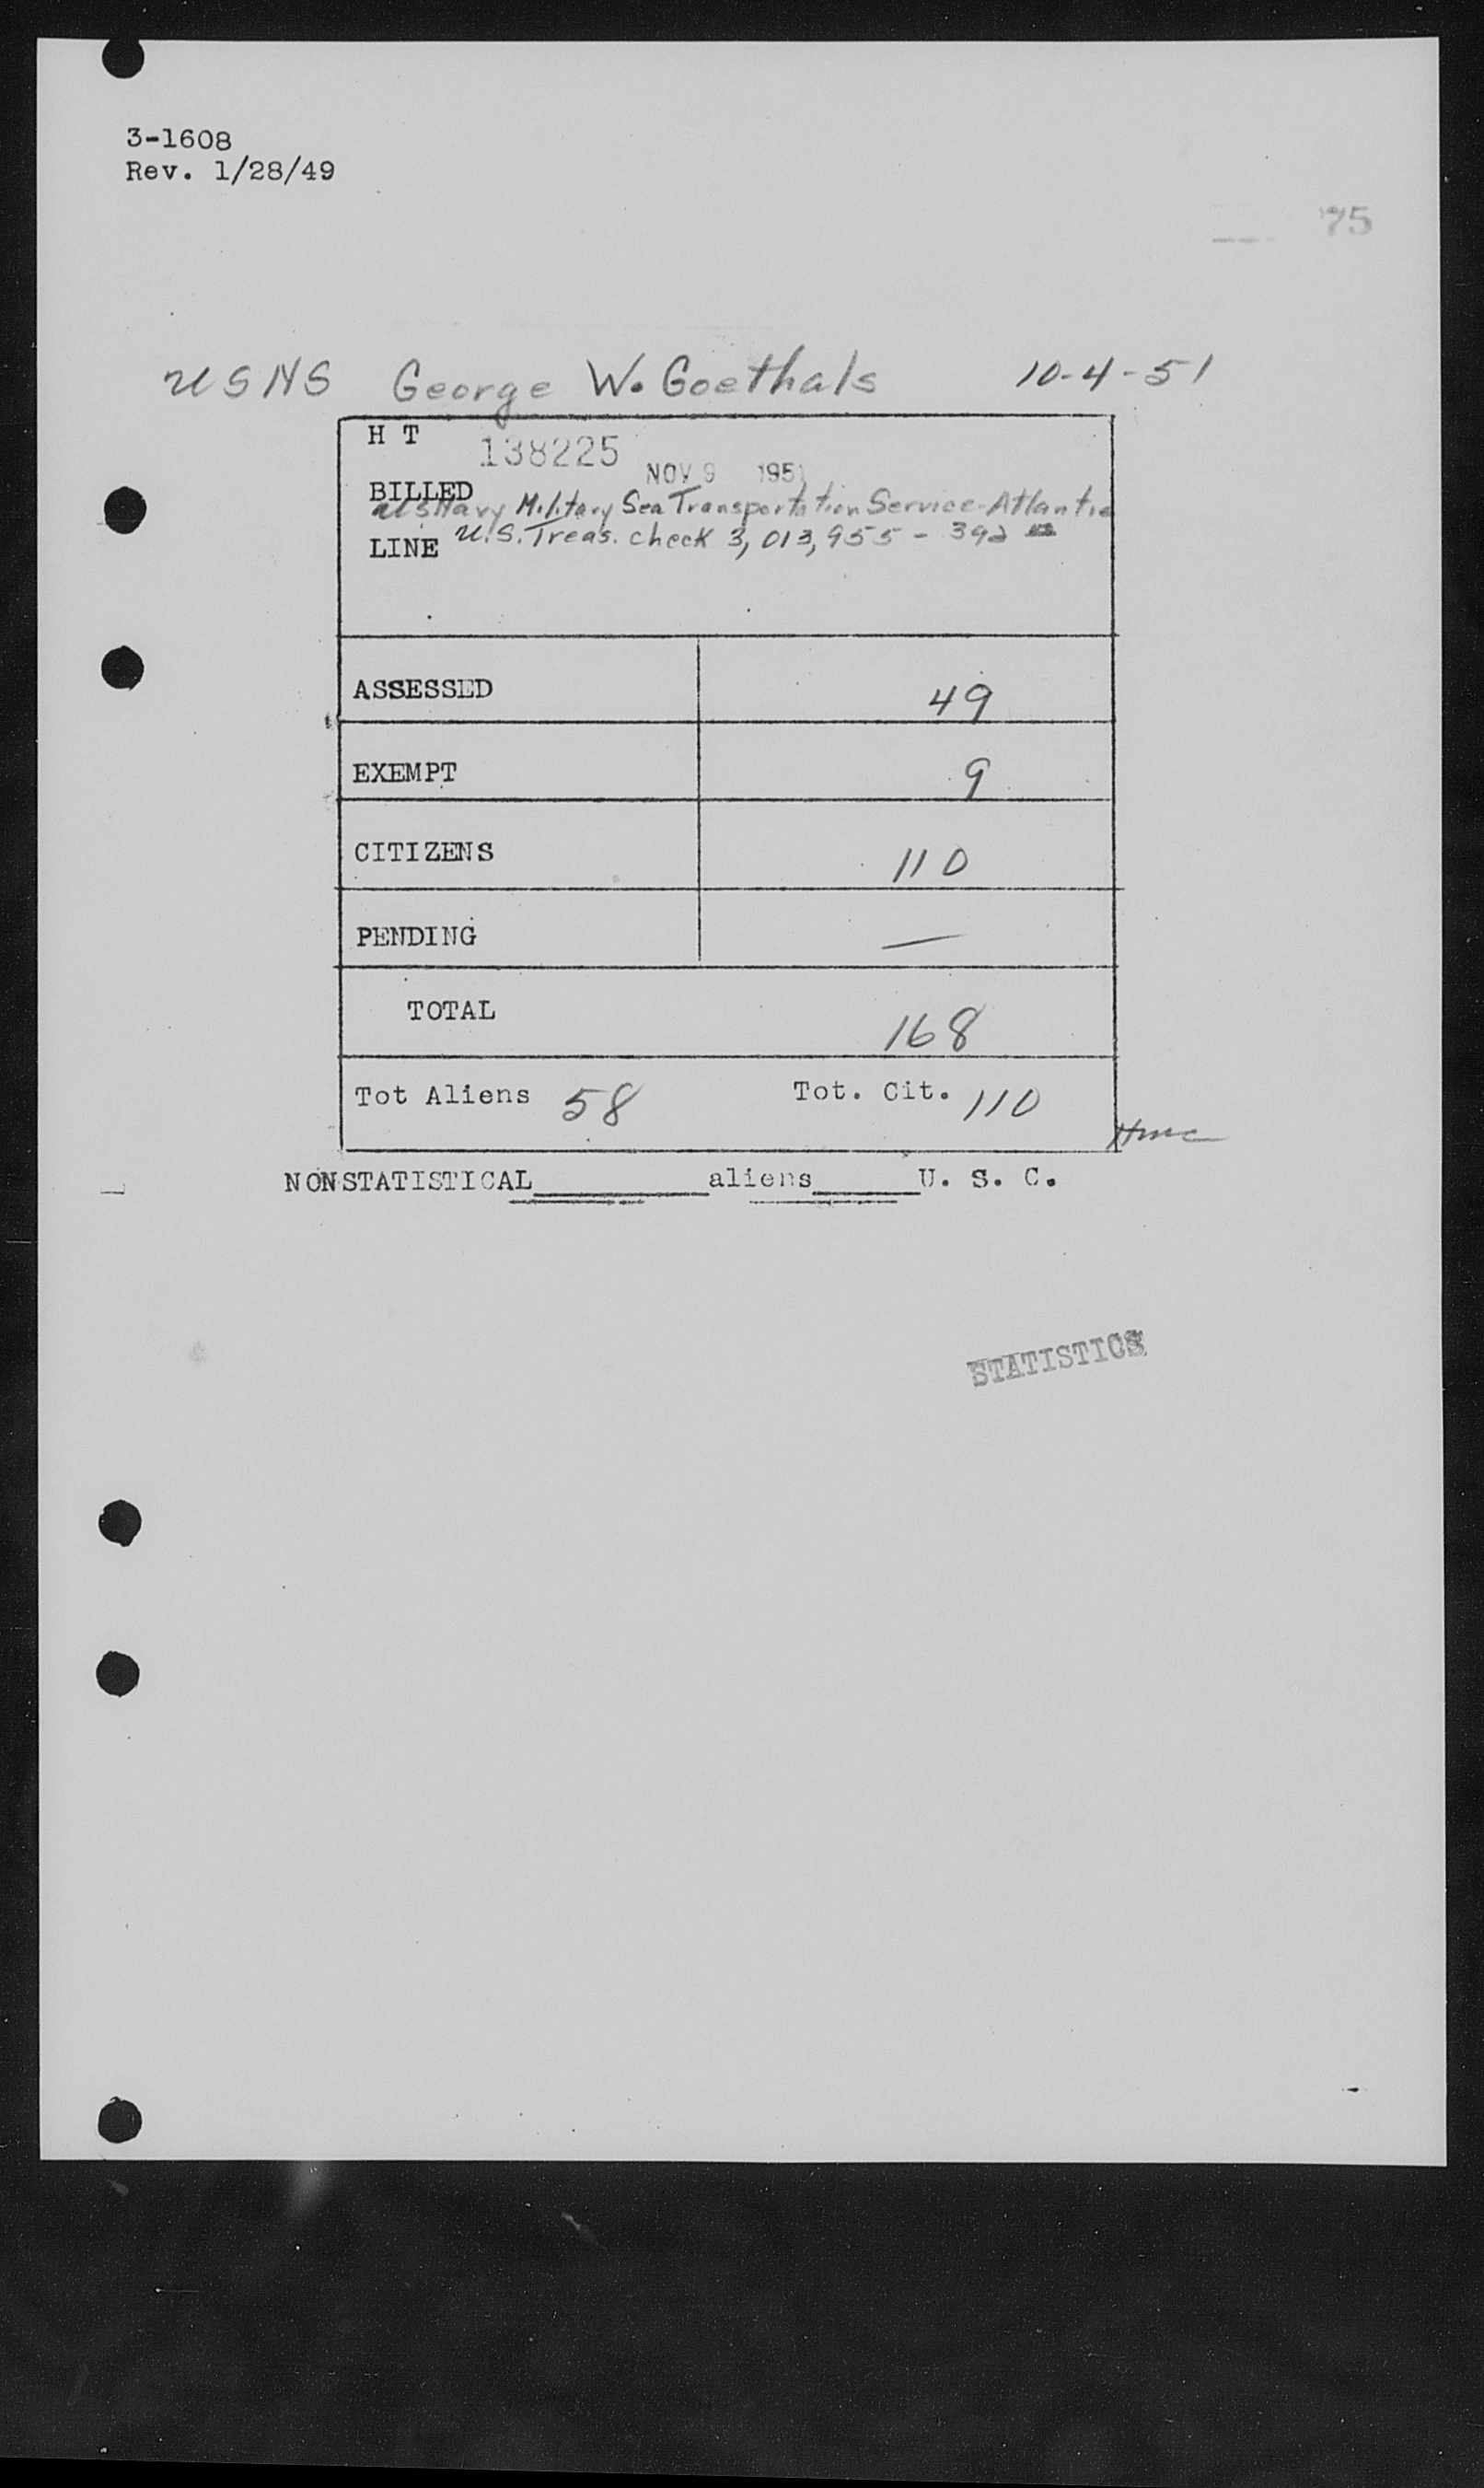 3-1608
Rev. 1/28/49
75
USNS George W. Goethals 10-4-51
H T 138225
BILLED NOV 9 1951
US Navy Military Sea Transportation Service-Atlantic
LINE U.S. Treas. check 3,013,955 - 392
ASSESSED 49
EXEMPT 9
CITIZENS 110
PENDING —
TOTAL 168
Tot Aliens 58 Tot. Cit. 110
NONSTATISTICAL aliens U. S. C.
STATISTICS